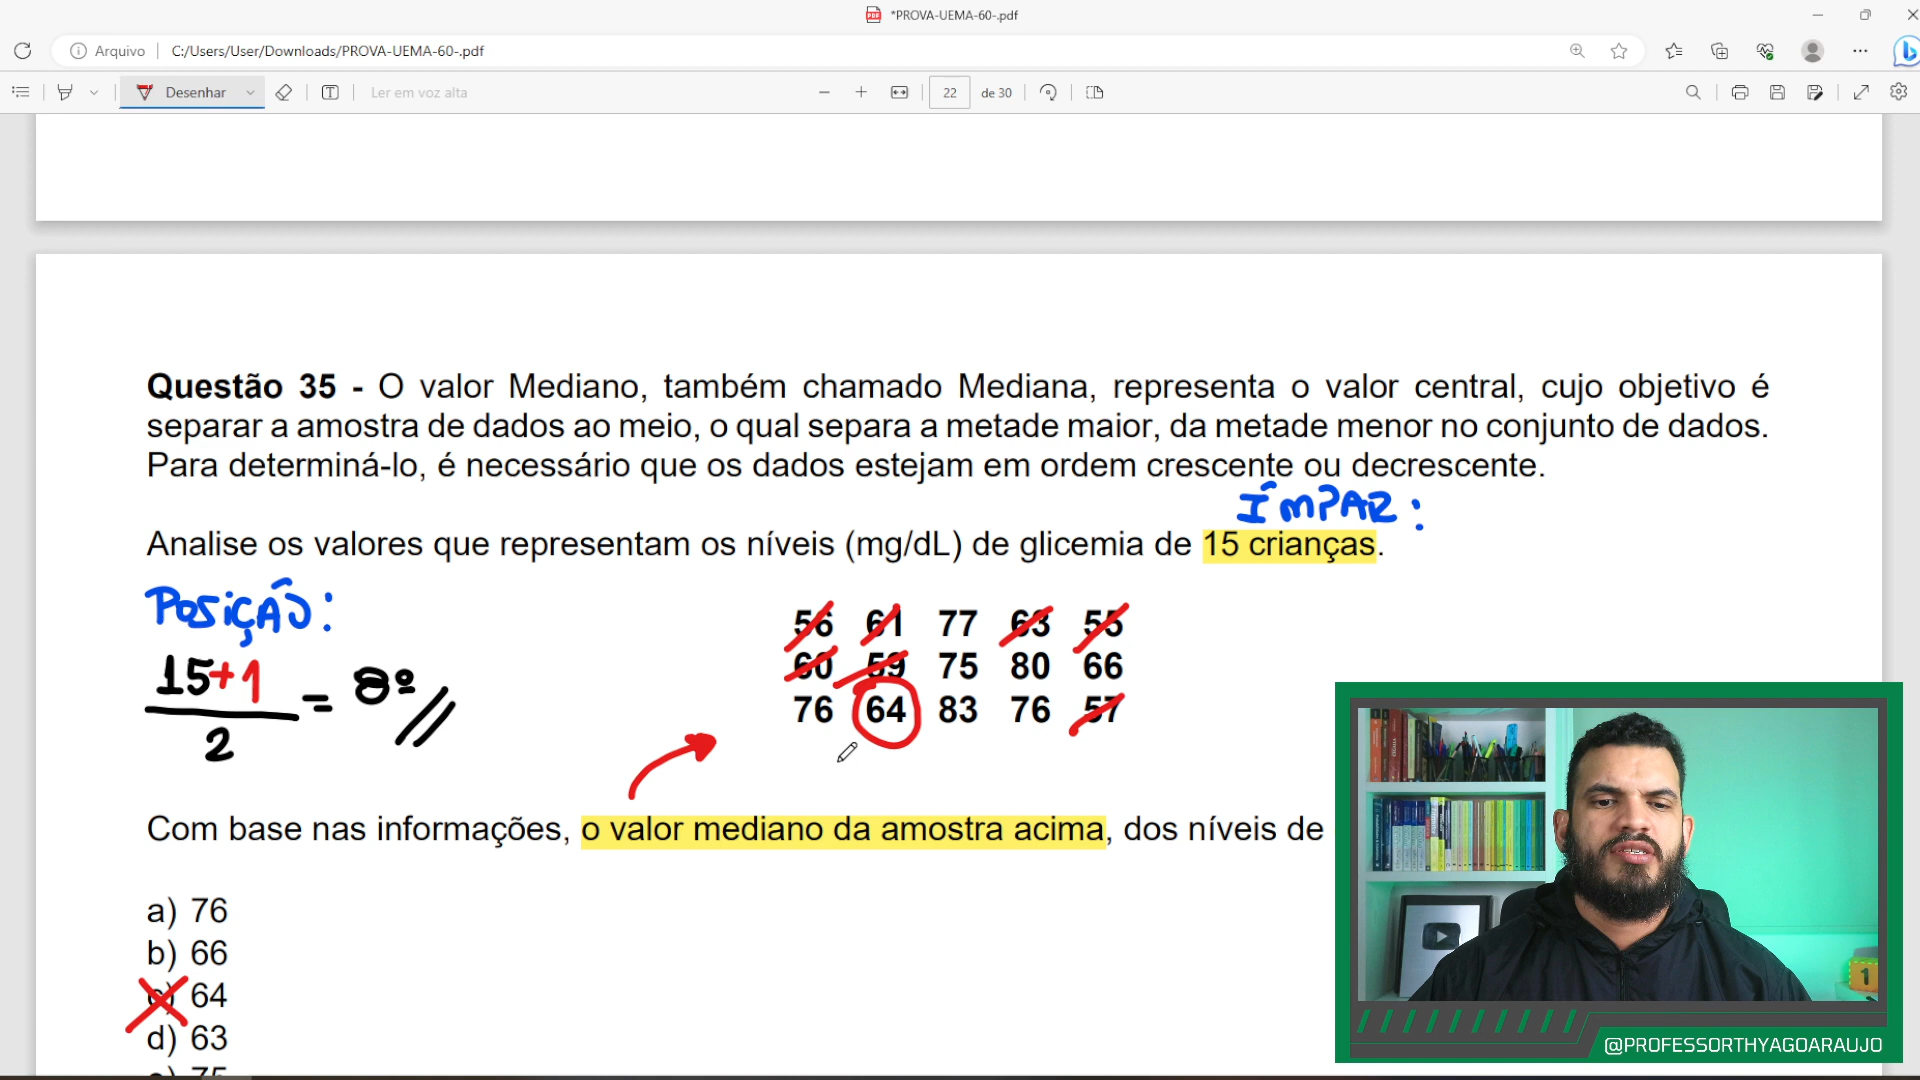 *PROVA-UEMA-60-.pdf
Arquivo C:/Users/User/Downloads/PROVA-UEMA-60-.pdf
Desenhar Ler em voz alta 22 de 30
Questão 35 - O valor Mediano, também chamado Mediana, representa o valor central, cujo objetivo é
separar a amostra de dados ao meio, o qual separa a metade maior, da metade menor no conjunto de dados.
Para determiná-lo, é necessário que os dados estejam em ordem crescente ou decrescente.
ÍMPAR:
Analise os valores que representam os níveis (mg/dL) de glicemia de 15 crianças.
POSIÇÃO:
15+1
= 8º
2
56 61 77 63 55
60 59 75 80 66
76 64 83 76 57
Com base nas informações, o valor mediano da amostra acima, dos níveis de
a) 76
b) 66
c) 64
d) 63
e) 75
1
@PROFESSORTHYAGOARAUJO